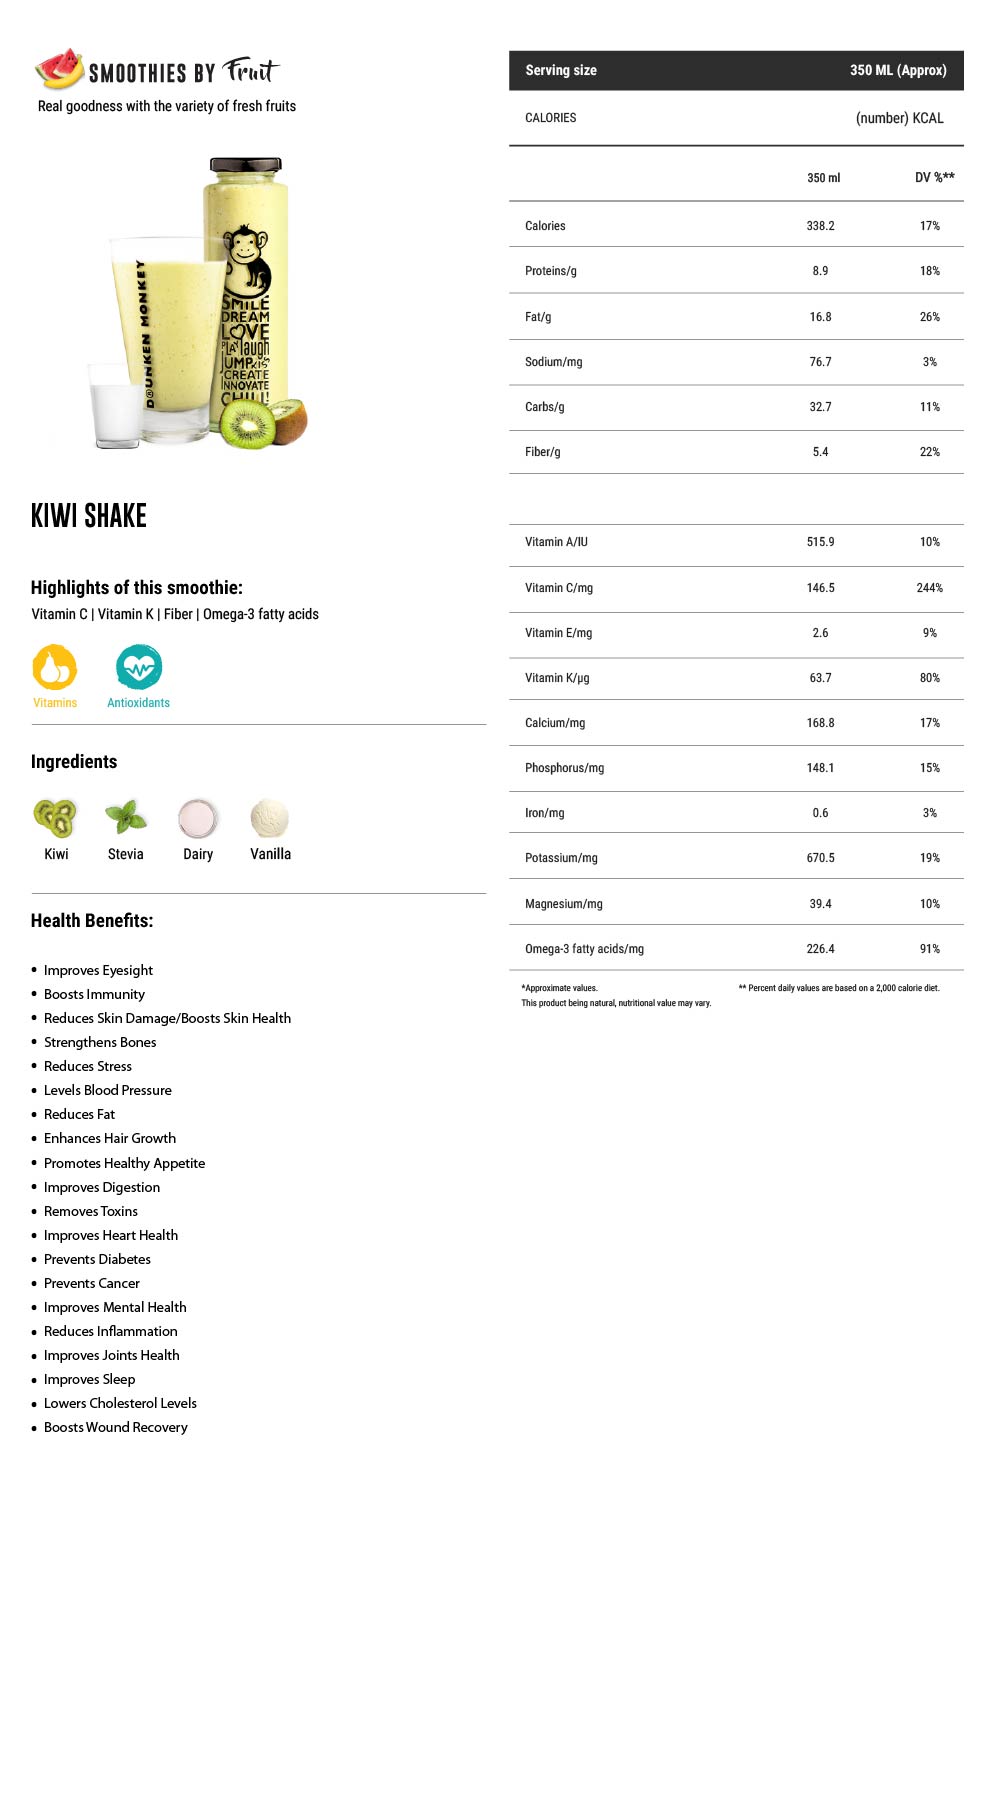 SMOOTHIES BY Fruit
Real goodness with the variety of fresh fruits
DRUNKEN MONKEY
SMILE
DREAM
LOVE
PLAY laugh
JUMP KISS
CREATE
INNOVATE
CHILL!
KIWI SHAKE
Highlights of this smoothie:
Vitamin C | Vitamin K | Fiber | Omega-3 fatty acids
Vitamins Antioxidants
Ingredients
Kiwi Stevia Dairy Vanilla
Health Benefits:
• Improves Eyesight
• Boosts Immunity
• Reduces Skin Damage/Boosts Skin Health
• Strengthens Bones
• Reduces Stress
• Levels Blood Pressure
• Reduces Fat
• Enhances Hair Growth
• Promotes Healthy Appetite
• Improves Digestion
• Removes Toxins
• Improves Heart Health
• Prevents Diabetes
• Prevents Cancer
• Improves Mental Health
• Reduces Inflammation
• Improves Joints Health
• Improves Sleep
• Lowers Cholesterol Levels
• Boosts Wound Recovery
Serving size 350 ML (Approx)
CALORIES (number) KCAL
350 ml DV %**
Calories 338.2 17%
Proteins/g 8.9 18%
Fat/g 16.8 26%
Sodium/mg 76.7 3%
Carbs/g 32.7 11%
Fiber/g 5.4 22%
Vitamin A/IU 515.9 10%
Vitamin C/mg 146.5 244%
Vitamin E/mg 2.6 9%
Vitamin K/μg 63.7 80%
Calcium/mg 168.8 17%
Phosphorus/mg 148.1 15%
Iron/mg 0.6 3%
Potassium/mg 670.5 19%
Magnesium/mg 39.4 10%
Omega-3 fatty acids/mg 226.4 91%
*Approximate values. ** Percent daily values are based on a 2,000 calorie diet.
This product being natural, nutritional value may vary.